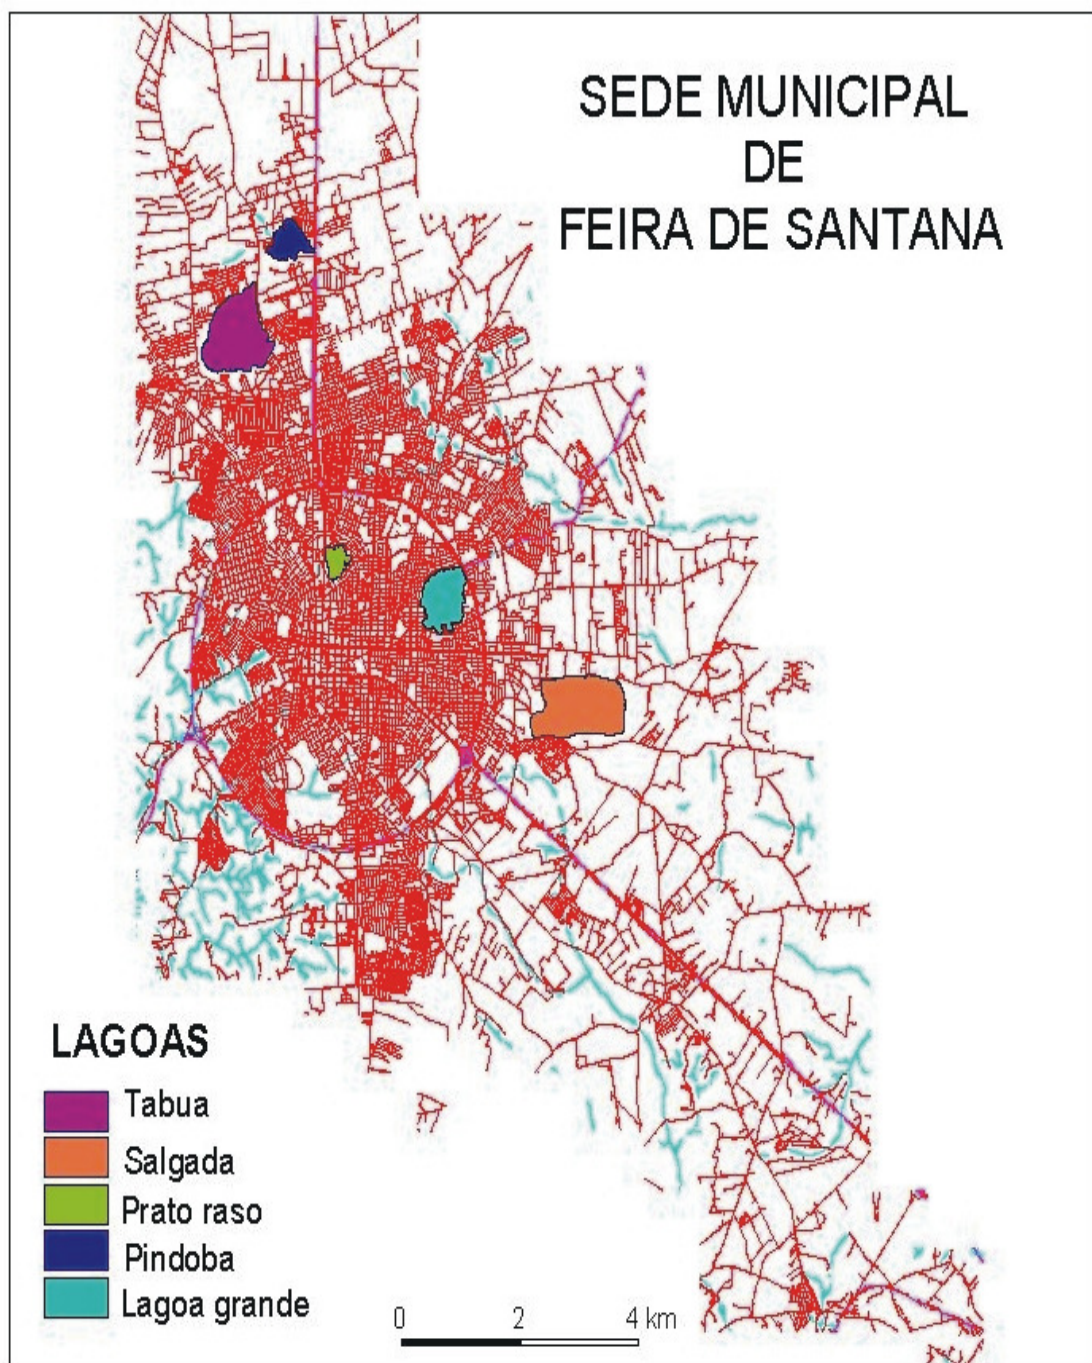 SEDE MUNICIPAL
DE
FEIRA DE SANTANA
LAGOAS
Tabua
Salgada
Prato raso
Pindoba
Lagoa grande
0 2 4 km